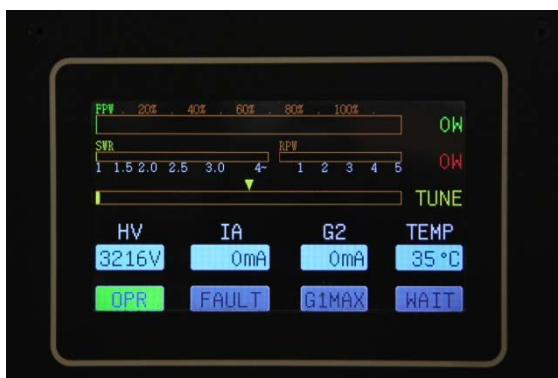 FPW . 20% . 40% . 60% . 80% . 100% .
0W
SWR RPW
0W
1 1.5 2.0 2.5 3.0 4~ 1 2 3 4 5
TUNE
HV IA G2 TEMP
3216V 0mA 0mA 35°C
OPR FAULT G1MAX WAIT